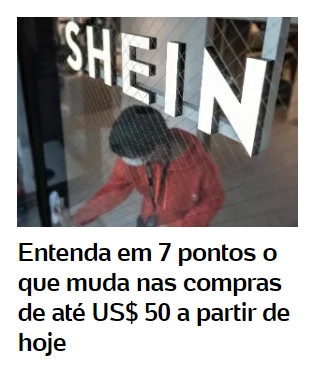 SHEIN
Entenda em 7 pontos o
que muda nas compras
de até US$ 50 a partir de
hoje